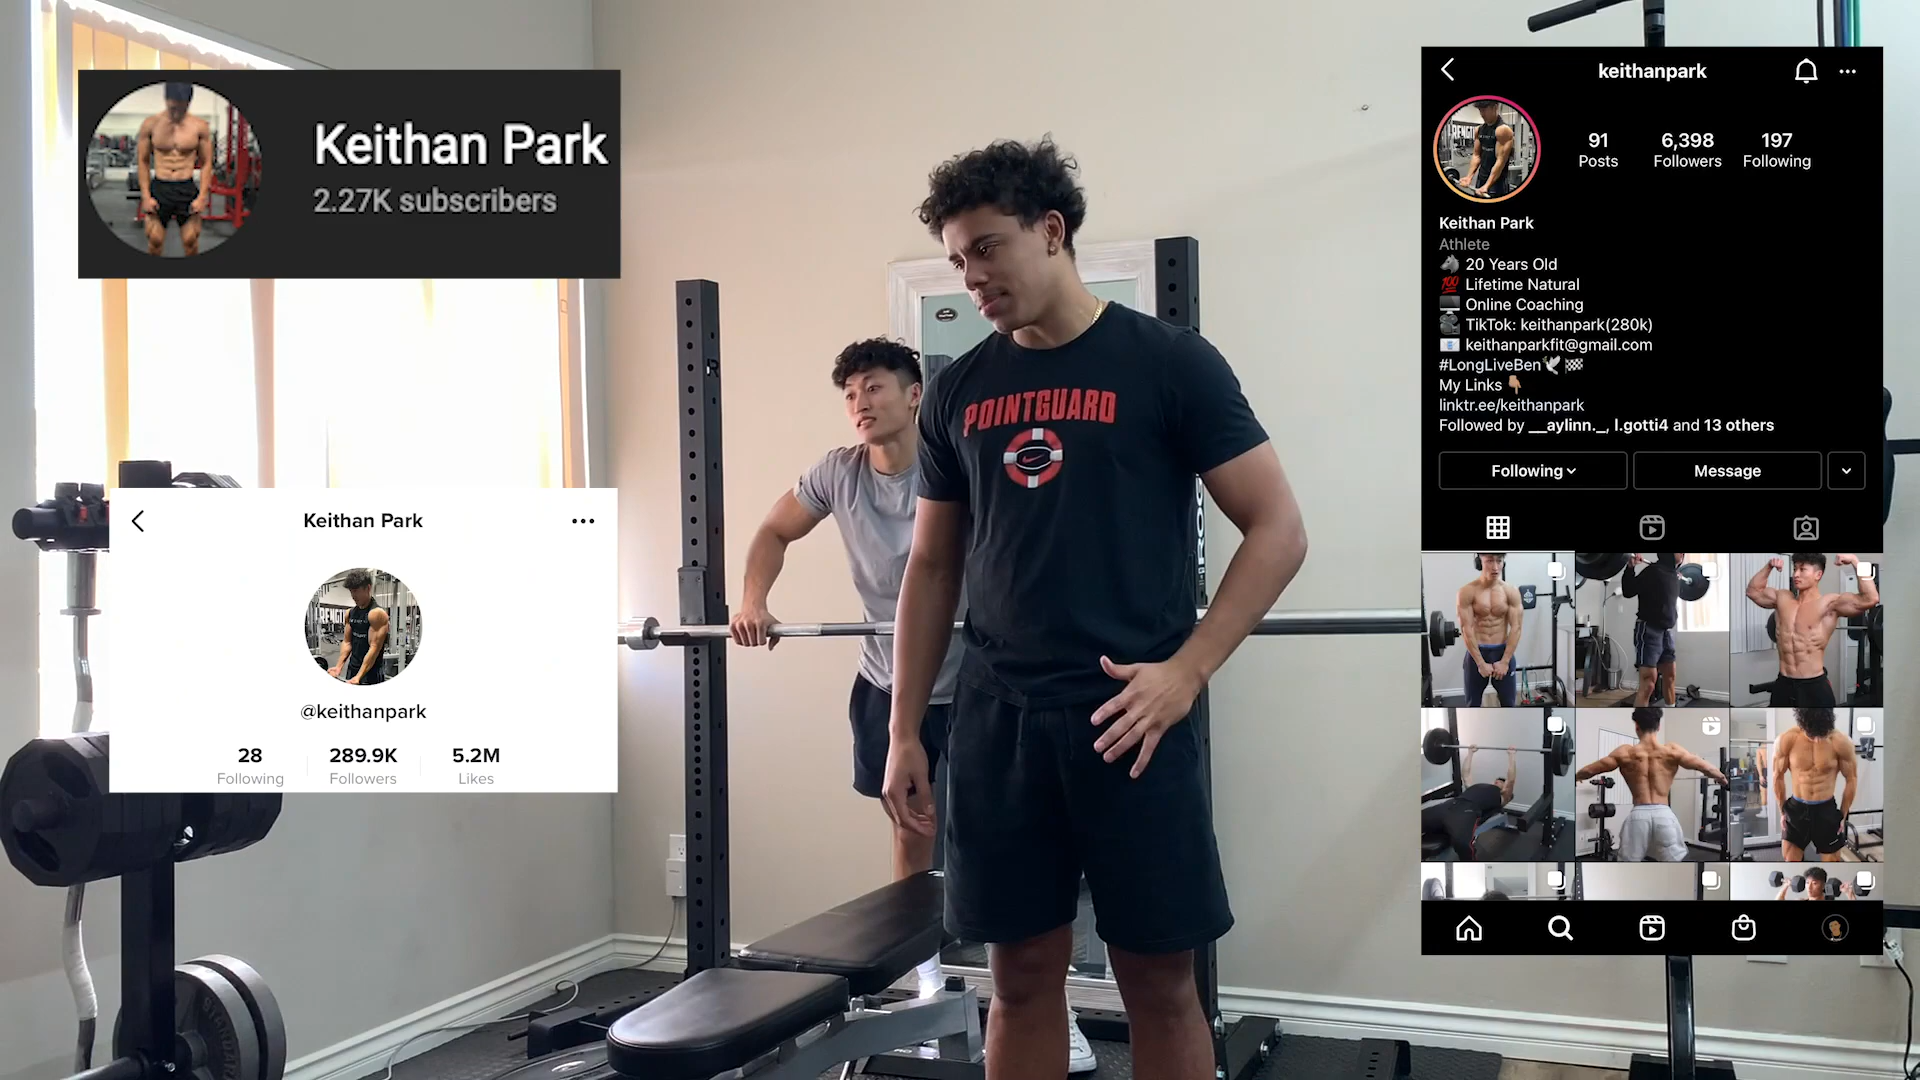 Keithan Park
2.27K subscribers
Keithan Park
@keithanpark
28
289.9K
5.2M
Following
Followers
Likes
POINTGUARD
ROG
R
STANDARD
keithanpark
91
6,398
197
Posts
Followers
Following
Keithan Park
Athlete
20 Years Old
💯 Lifetime Natural
Online Coaching
TikTok: keithanpark(280k)
📧 keithanparkfit@gmail.com
#LongLiveBen🕊🏁
My Links 👇🏽
linktr.ee/keithanpark
Followed by __aylinn._, l.gotti4 and 13 others
Following
Message